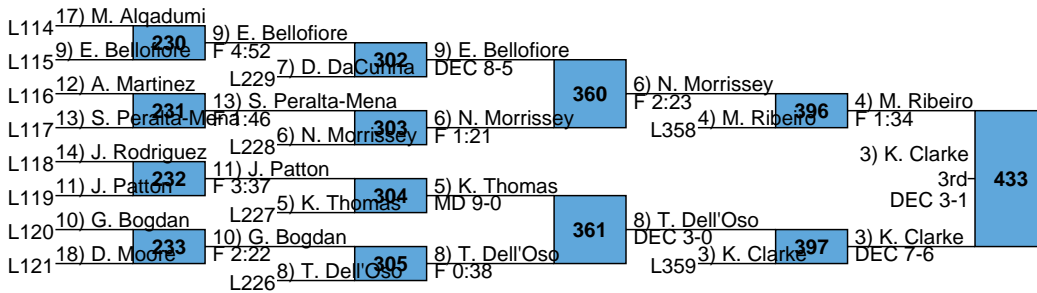 L114 17) M. Alqadumi
230
L115 9) E. Bellofiore
9) E. Bellofiore
F 4:52
302
L229 7) D. DaCunha
9) E. Bellofiore
DEC 8-5
L116 12) A. Martinez
231
L117 13) S. Peralta-Mena
13) S. Peralta-Mena
F 1:46
303
L228 6) N. Morrissey
6) N. Morrissey
F 1:21
360
6) N. Morrissey
F 2:23
396
L358 4) M. Ribeiro
4) M. Ribeiro
F 1:34
L118 14) J. Rodriguez
232
L119 11) J. Patton
11) J. Patton
F 3:37
304
L227 5) K. Thomas
5) K. Thomas
MD 9-0
L120 10) G. Bogdan
233
L121 18) D. Moore
10) G. Bogdan
F 2:22
305
L226 8) T. Dell'Oso
8) T. Dell'Oso
F 0:38
361
8) T. Dell'Oso
DEC 3-0
397
L359 3) K. Clarke
3) K. Clarke
DEC 7-6
433
3) K. Clarke
3rd
DEC 3-1